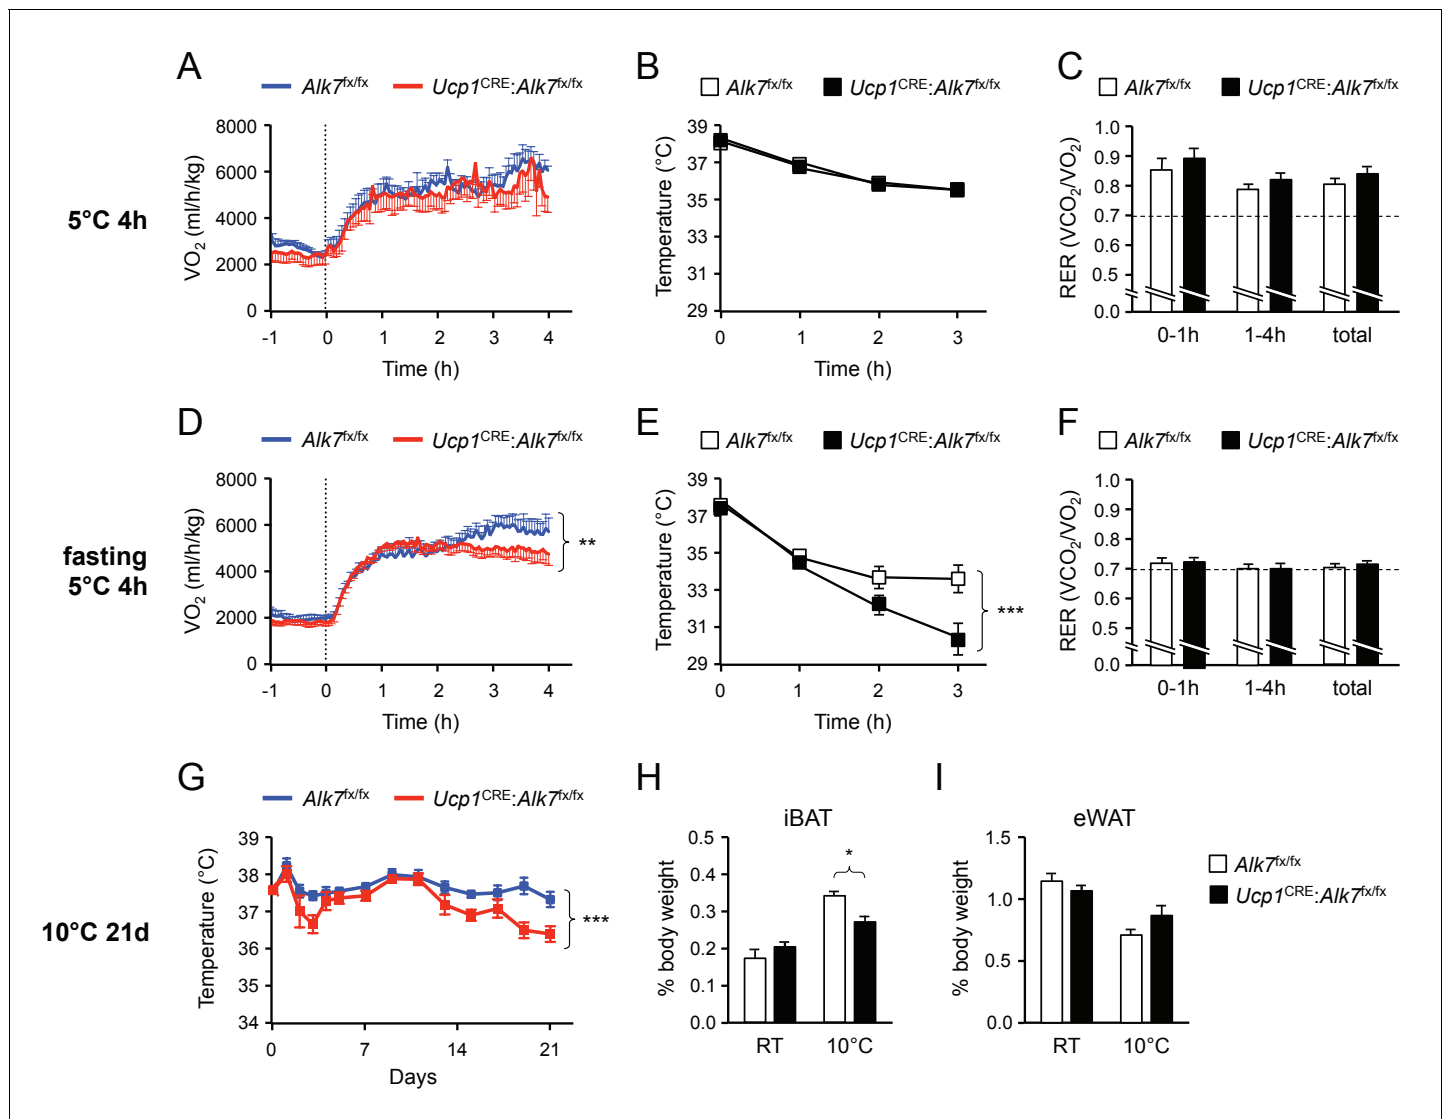 A
Alk7fx/fx
Ucp1CRE:Alk7fx/fx
VO2 (ml/h/kg)
8000
6000
4000
2000
0
-1 0 1 2 3 4
Time (h)
B
Alk7fx/fx
Ucp1CRE:Alk7fx/fx
Temperature (°C)
39
37
35
33
31
29
0 1 2 3
Time (h)
C
Alk7fx/fx
Ucp1CRE:Alk7fx/fx
RER (VCO2/VO2)
1.0
0.9
0.8
0.7
0.6
0.5
0.0
0-1h 1-4h total
5°C 4h
D
Alk7fx/fx
Ucp1CRE:Alk7fx/fx
VO2 (ml/h/kg)
8000
6000
4000
2000
0
**
-1 0 1 2 3 4
Time (h)
E
Alk7fx/fx
Ucp1CRE:Alk7fx/fx
Temperature (°C)
39
37
35
33
31
29
***
0 1 2 3
Time (h)
F
Alk7fx/fx
Ucp1CRE:Alk7fx/fx
RER (VCO2/VO2)
1.0
0.9
0.8
0.7
0.6
0.5
0.0
0-1h 1-4h total
fasting
5°C 4h
G
Alk7fx/fx
Ucp1CRE:Alk7fx/fx
Temperature (°C)
39
38
37
36
35
34
***
0 7 14 21
Days
H
iBAT
% body weight
0.5
0.4
0.3
0.2
0.1
0.0
*
RT 10°C
I
eWAT
% body weight
1.5
1.0
0.5
0.0
RT 10°C
Alk7fx/fx
Ucp1CRE:Alk7fx/fx
10°C 21d